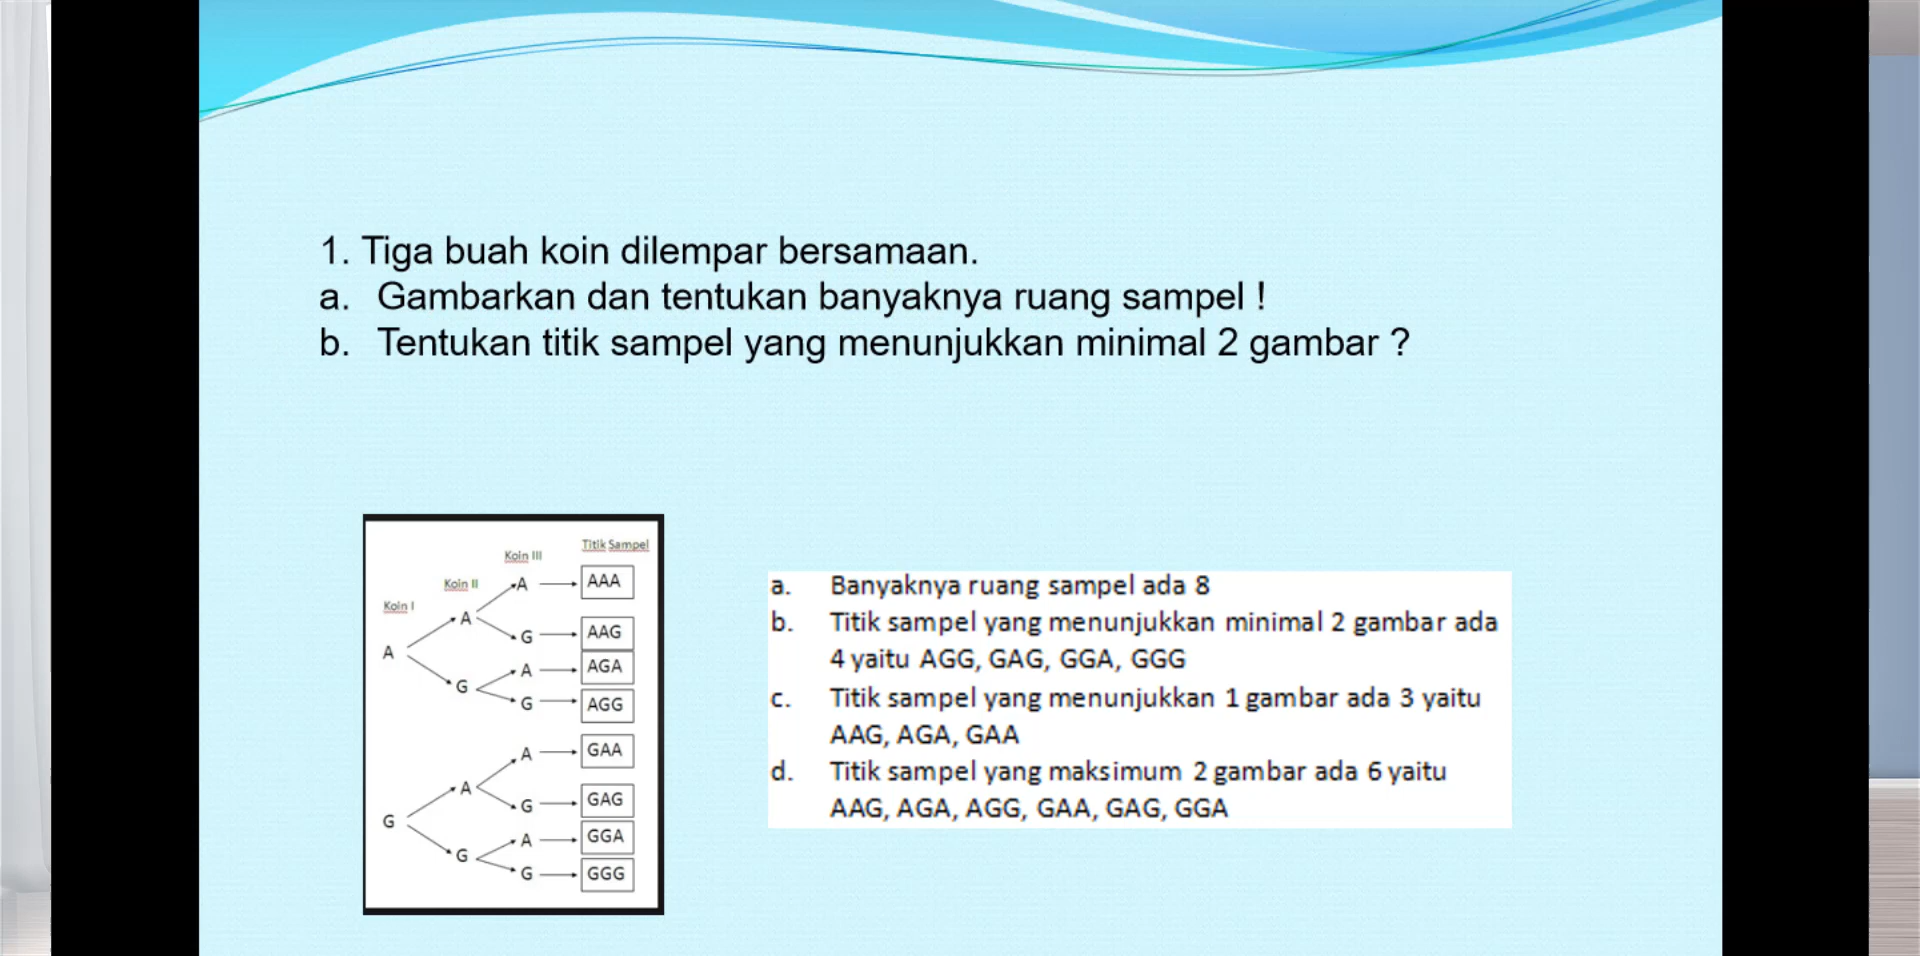 1. Tiga buah koin dilempar bersamaan.
a. Gambarkan dan tentukan banyaknya ruang sampel !
b. Tentukan titik sampel yang menunjukkan minimal 2 gambar ?
Koin I
Koin II
Koin III
Titik Sampel
A
A
A
AAA
G
AAG
G
A
AGA
G
AGG
G
A
A
GAA
G
GAG
G
A
GGA
G
GGG
a. Banyaknya ruang sampel ada 8
b. Titik sampel yang menunjukkan minimal 2 gambar ada
4 yaitu AGG, GAG, GGA, GGG
c. Titik sampel yang menunjukkan 1 gambar ada 3 yaitu
AAG, AGA, GAA
d. Titik sampel yang maksimum 2 gambar ada 6 yaitu
AAG, AGA, AGG, GAA, GAG, GGA